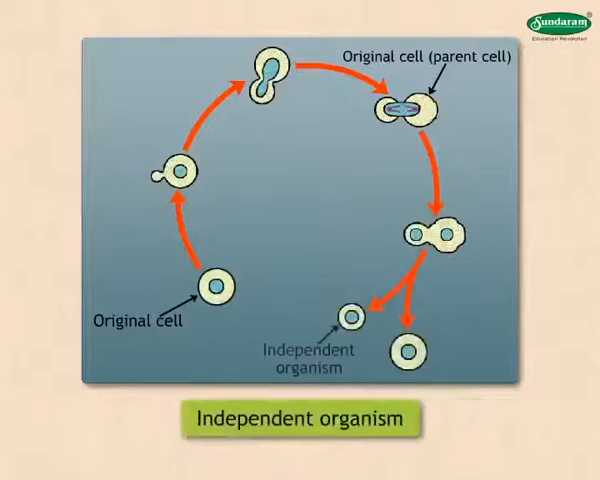 Sundaram®
Education Revolution
Original cell (parent cell)
Original cell
Independent
organism
Independent organism